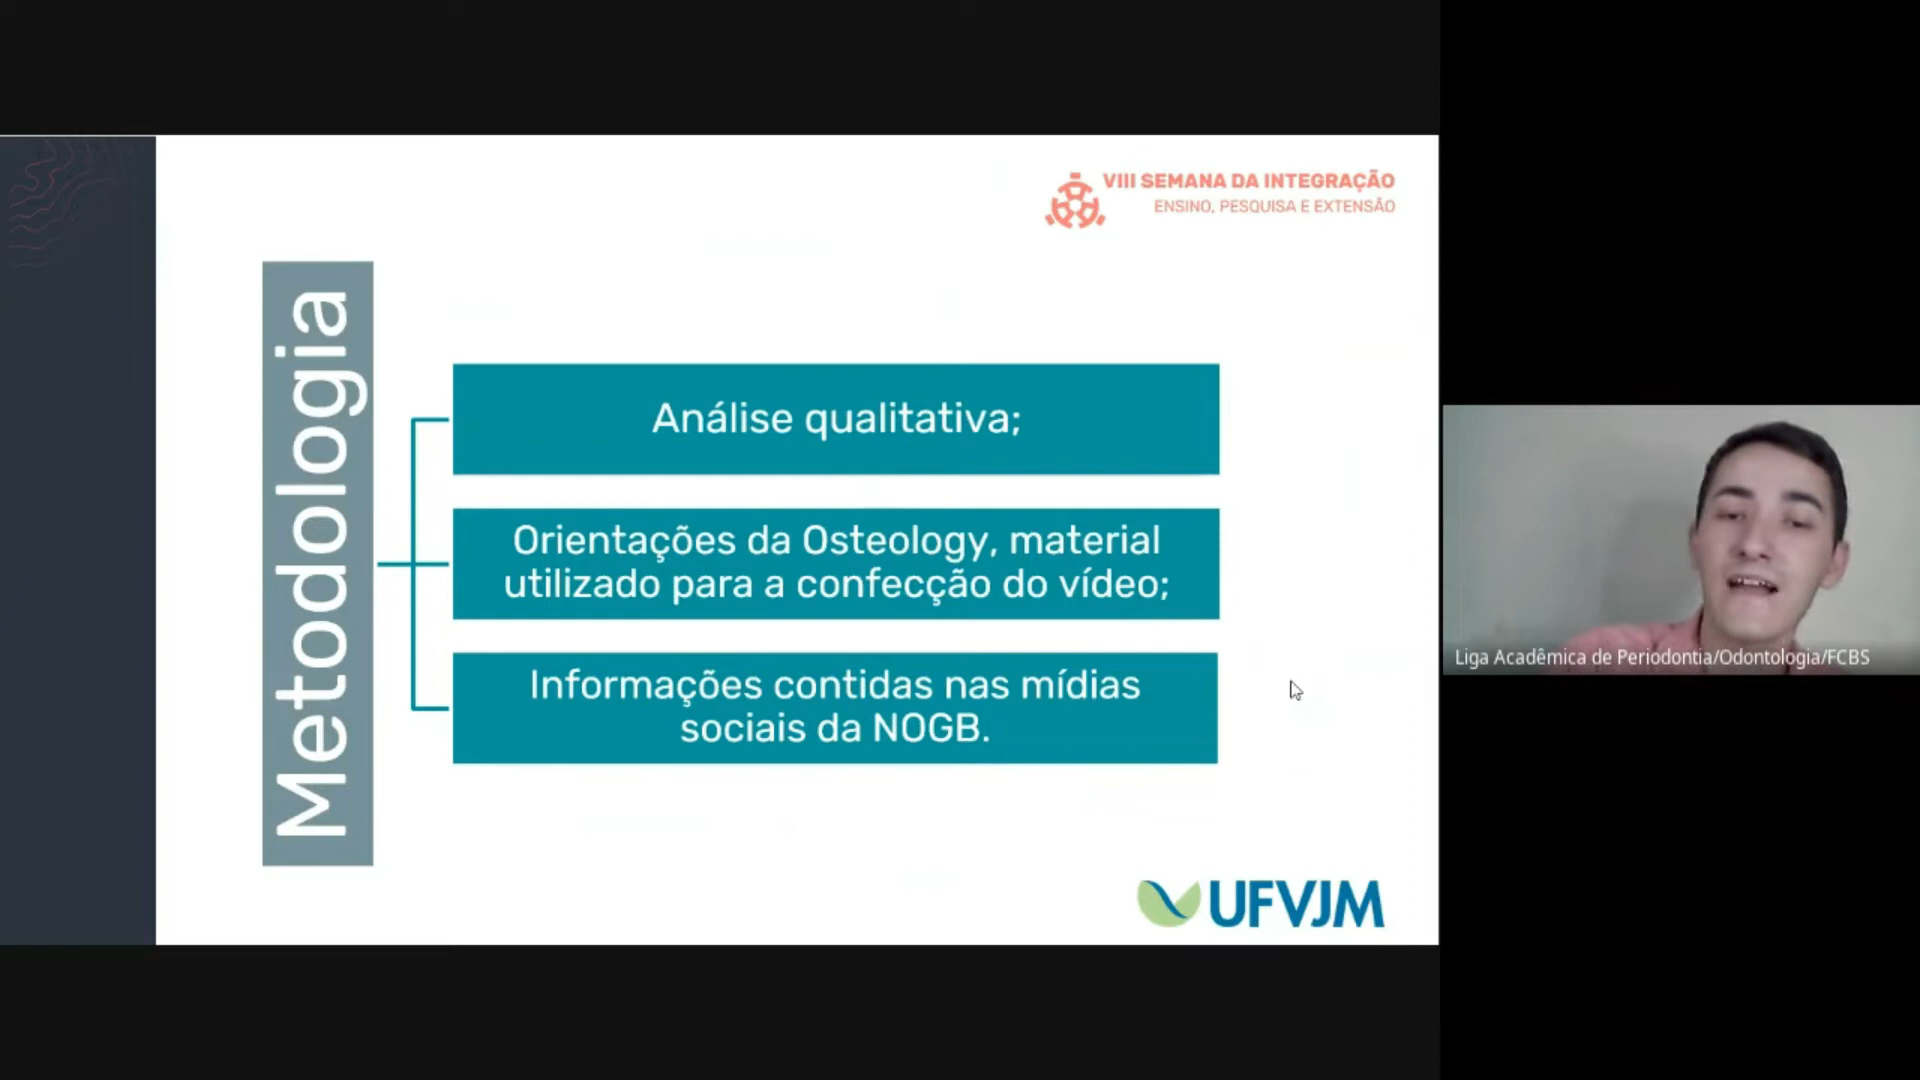 VIII SEMANA DA INTEGRAÇÃO
ENSINO, PESQUISA E EXTENSÃO
Metodologia
Análise qualitativa;
Orientações da Osteology, material
utilizado para a confecção do vídeo;
Informações contidas nas mídias
sociais da NOGB.
UFVJM
Liga Acadêmica de Periodontia/Odontologia/FCBS